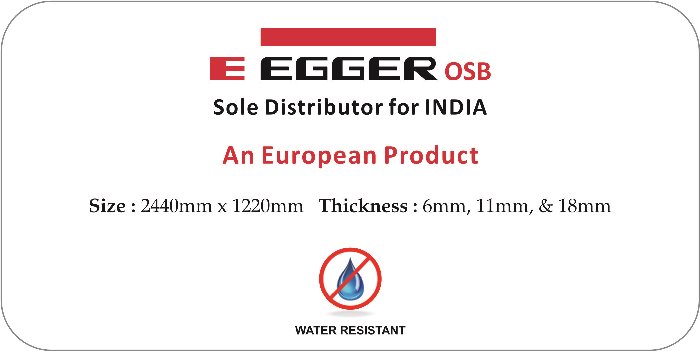 E EGGER OSB
Sole Distributor for INDIA
An European Product
Size : 2440mm x 1220mm Thickness : 6mm, 11mm, & 18mm
WATER RESISTANT